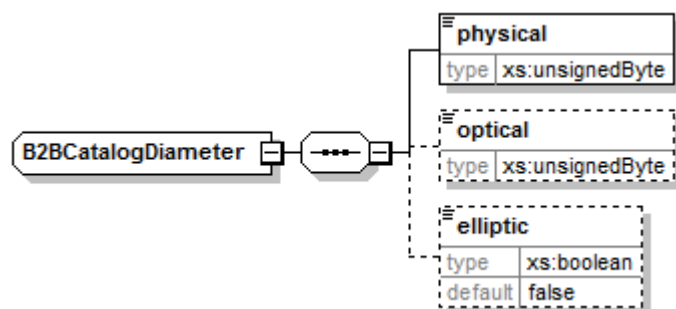 physical
type xs:unsignedByte
B2BCatalogDiameter
optical
type xs:unsignedByte
elliptic
type xs:boolean
default false